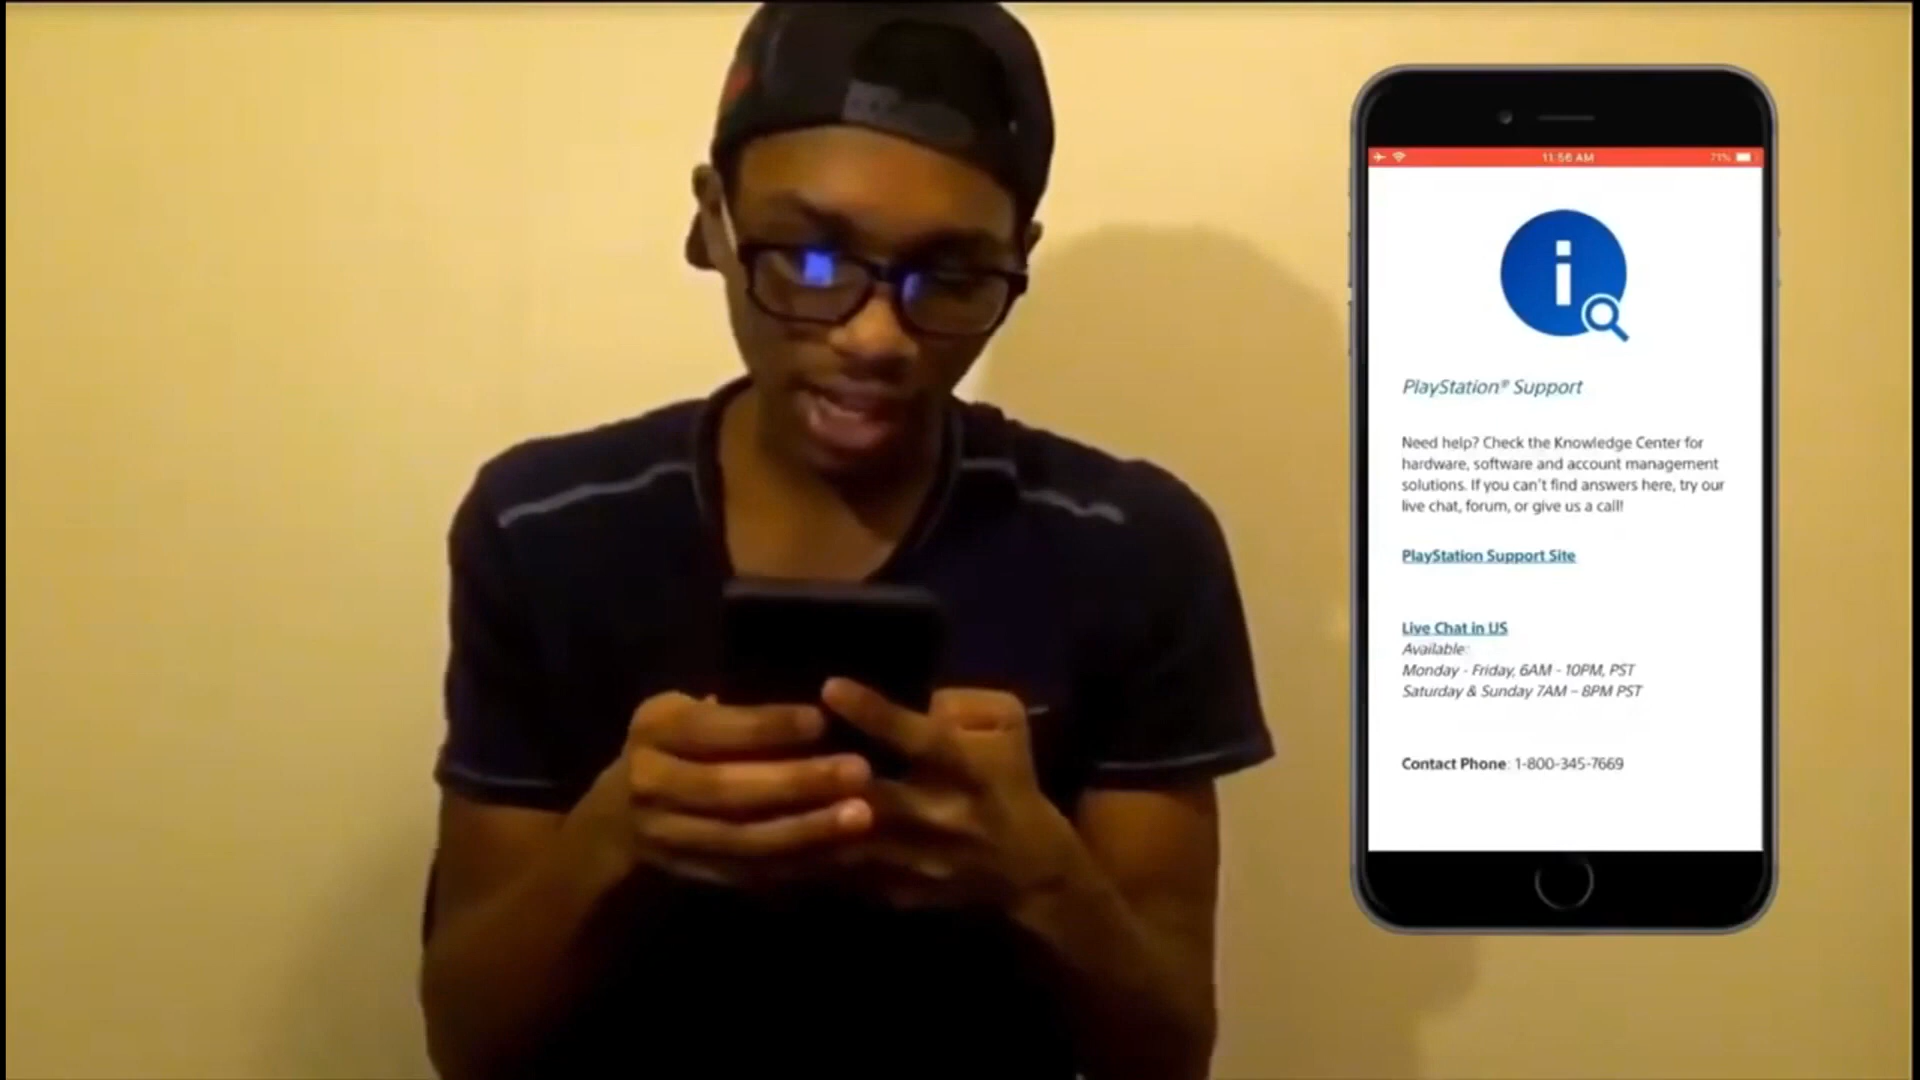 11:56 AM
71%
i
PlayStation® Support
Need help? Check the Knowledge Center for
hardware, software and account management
solutions. If you can't find answers here, try our
live chat, forum, or give us a call!
PlayStation Support Site
Live Chat in US
Available:
Monday - Friday, 6AM - 10PM, PST
Saturday & Sunday 7AM – 8PM PST
Contact Phone: 1-800-345-7669